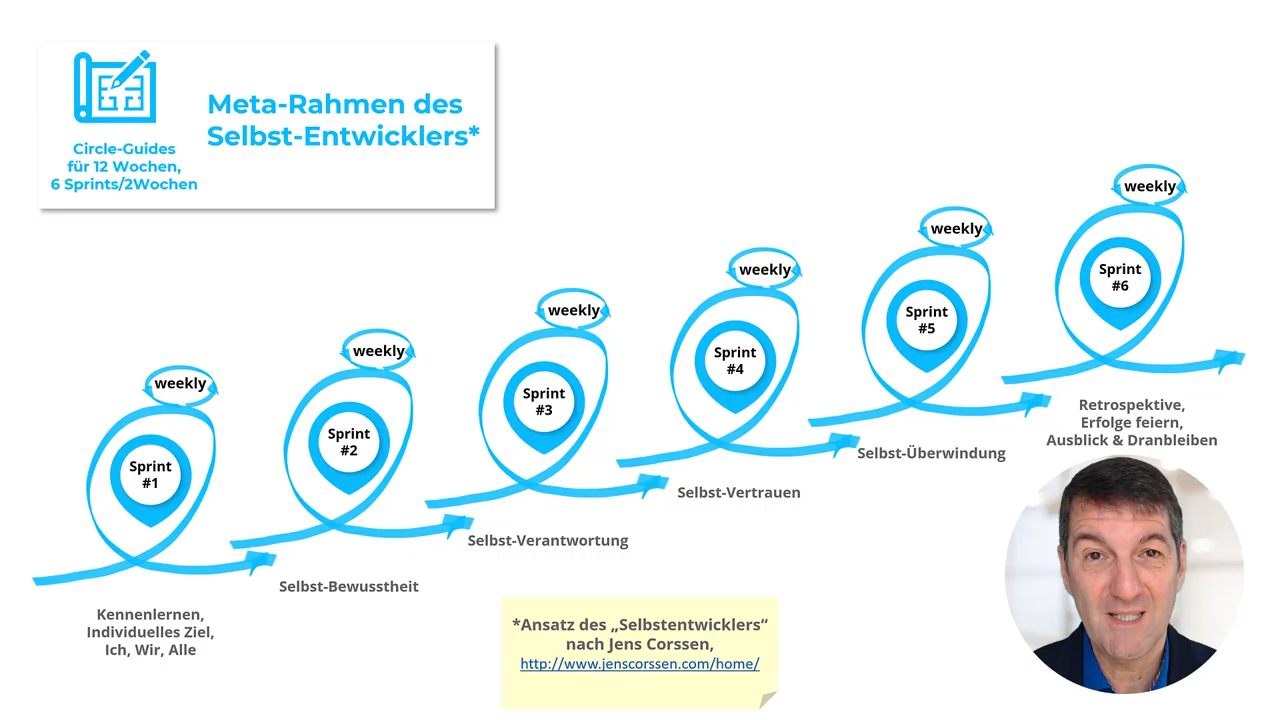 Meta-Rahmen des
Selbst-Entwicklers*
Circle-Guides
für 12 Wochen,
6 Sprints/2Wochen
weekly
Sprint
#1
Kennenlernen,
Individuelles Ziel,
Ich, Wir, Alle
weekly
Sprint
#2
Selbst-Bewusstheit
weekly
Sprint
#3
Selbst-Verantwortung
weekly
Sprint
#4
Selbst-Vertrauen
weekly
Sprint
#5
Selbst-Überwindung
weekly
Sprint
#6
Retrospektive,
Erfolge feiern,
Ausblick & Dranbleiben
*Ansatz des „Selbstentwicklers“
nach Jens Corssen,
http://www.jenscorssen.com/home/